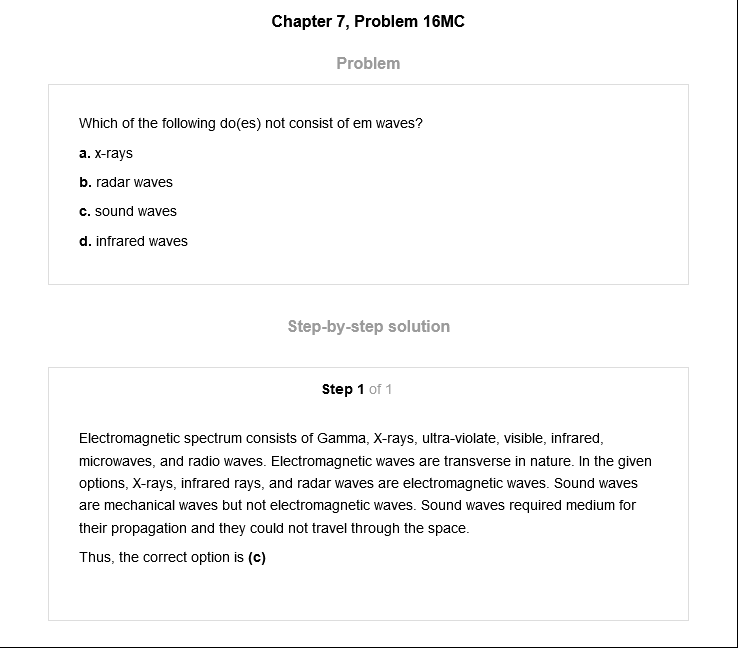 Chapter 7, Problem 16MC
Problem
Which of the following do(es) not consist of em waves?
a. x-rays
b. radar waves
c. sound waves
d. infrared waves
Step-by-step solution
Step 1 of 1
Electromagnetic spectrum consists of Gamma, X-rays, ultra-violate, visible, infrared,
microwaves, and radio waves. Electromagnetic waves are transverse in nature. In the given
options, X-rays, infrared rays, and radar waves are electromagnetic waves. Sound waves
are mechanical waves but not electromagnetic waves. Sound waves required medium for
their propagation and they could not travel through the space.
Thus, the correct option is (c)